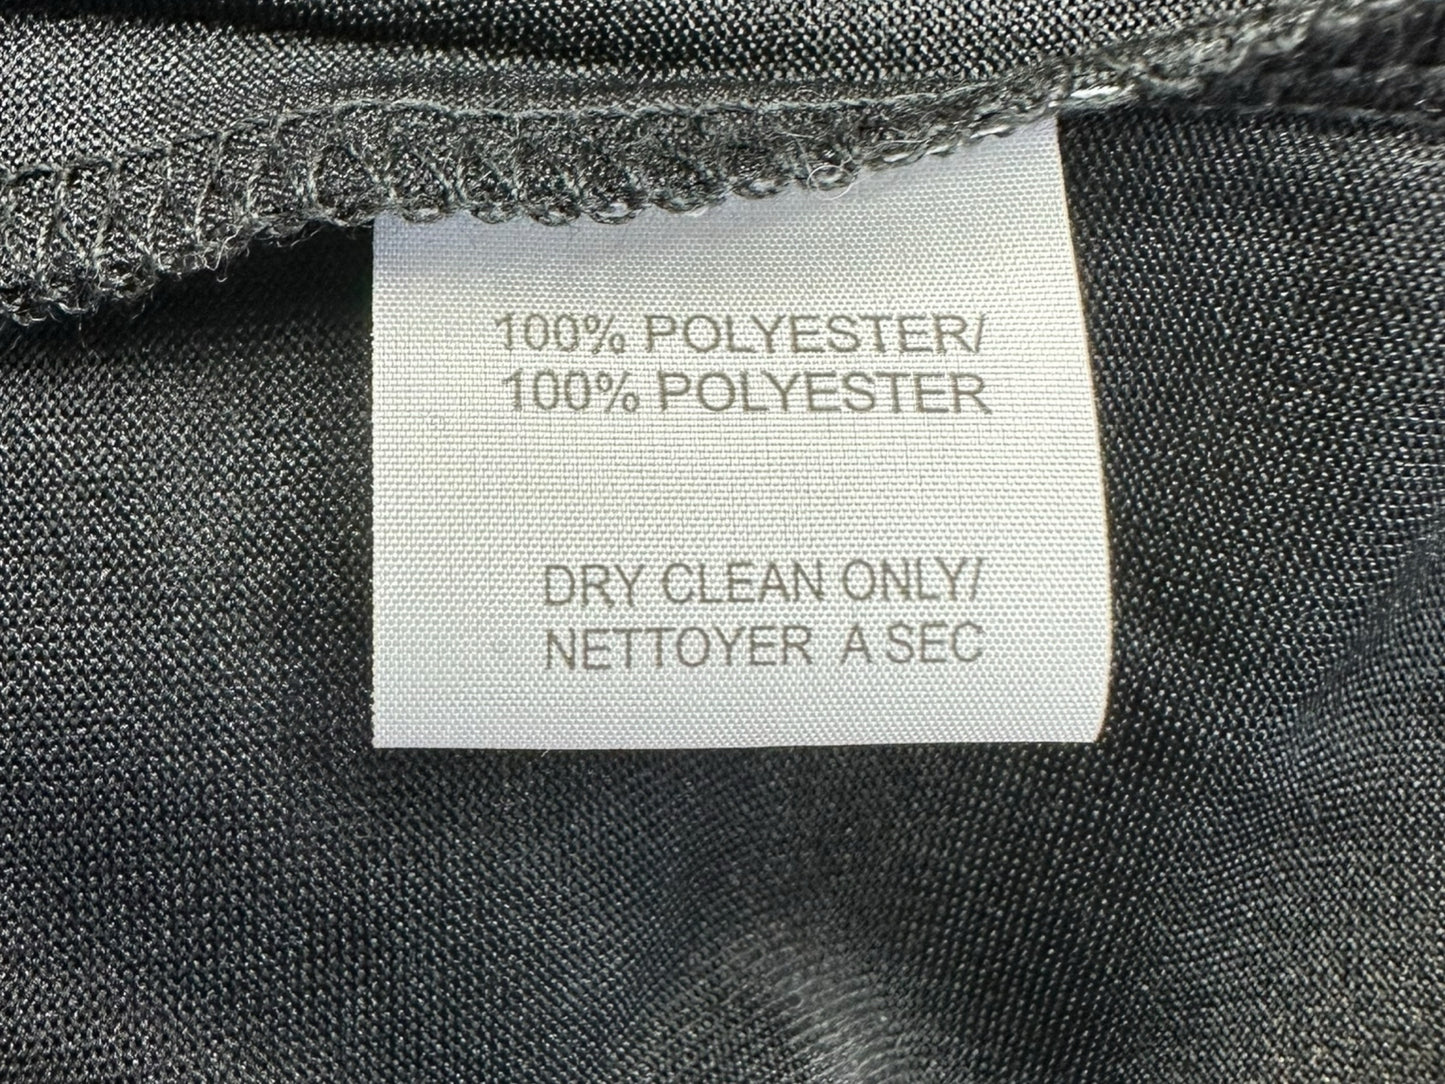 100% POLYESTER/
100% POLYESTER
DRY CLEAN ONLY/
NETTOYER A SEC